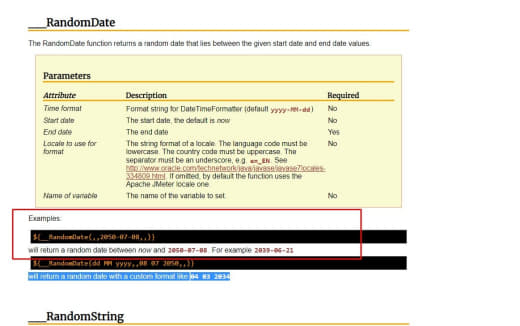 __RandomDate
The RandomDate function returns a random date that lies between the given start date and end date values.
Parameters
Attribute Description Required
Time format Format string for DateTimeFormatter (default yyyy-MM-dd) No
Start date The start date, the default is now No
End date The end date Yes
Locale to use for The string format of a locale. The language code must be No
format lowercase. The country code must be uppercase. The
separator must be an underscore, e.g. en_EN. See
http://www.oracle.com/technetwork/java/javase/javase7locales-
334809.html. If omitted, by default the function uses the
Apache JMeter locale one.
Name of variable The name of the variable to set. No
Examples:
${__RandomDate(,,2050-07-08,,)}
will return a random date between now and 2050-07-08. For example 2039-06-21
${__RandomDate(dd MM yyyy,,08 07 2050,,)}
will return a random date with a custom format like 04 03 2034
__RandomString